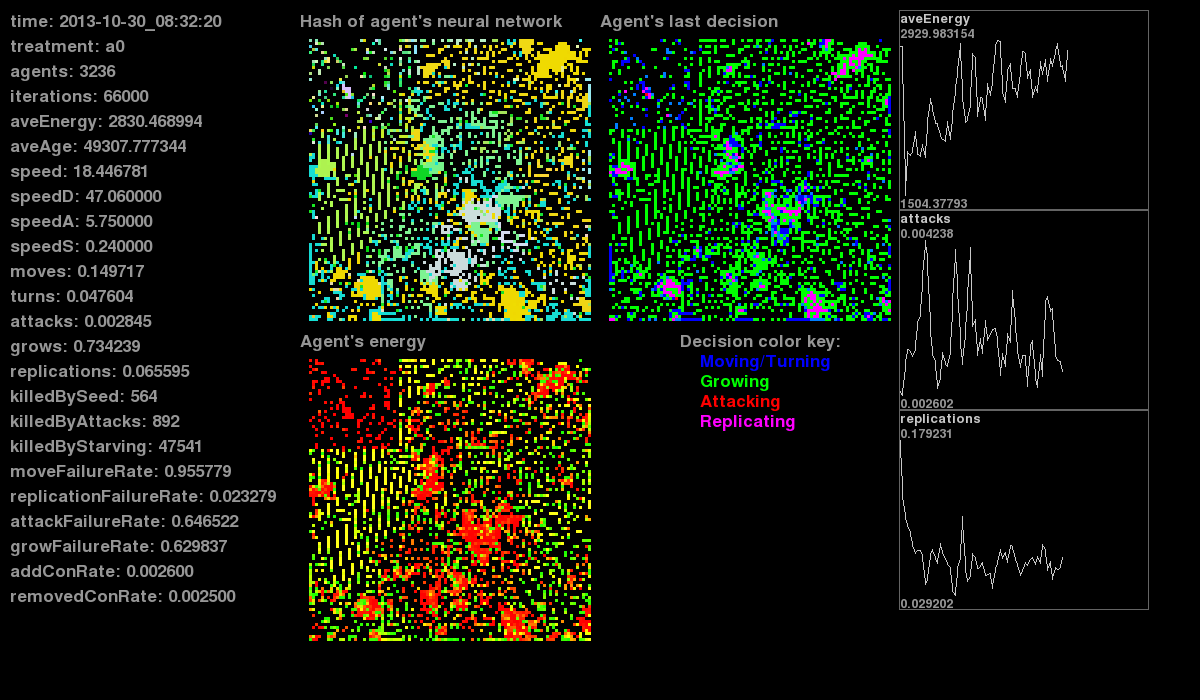 time: 2013-10-30_08:32:20
treatment: a0
agents: 3236
iterations: 66000
aveEnergy: 2830.468994
aveAge: 49307.777344
speed: 18.446781
speedD: 47.060000
speedA: 5.750000
speedS: 0.240000
moves: 0.149717
turns: 0.047604
attacks: 0.002845
grows: 0.734239
replications: 0.065595
killedBySeed: 564
killedByAttacks: 892
killedByStarving: 47541
moveFailureRate: 0.955779
replicationFailureRate: 0.023279
attackFailureRate: 0.646522
growFailureRate: 0.629837
addConRate: 0.002600
removedConRate: 0.002500
Hash of agent's neural network
Agent's last decision
Agent's energy
Decision color key:
Moving/Turning
Growing
Attacking
Replicating
aveEnergy
2929.983154
1504.37793
attacks
0.004238
0.002602
replications
0.179231
0.029202